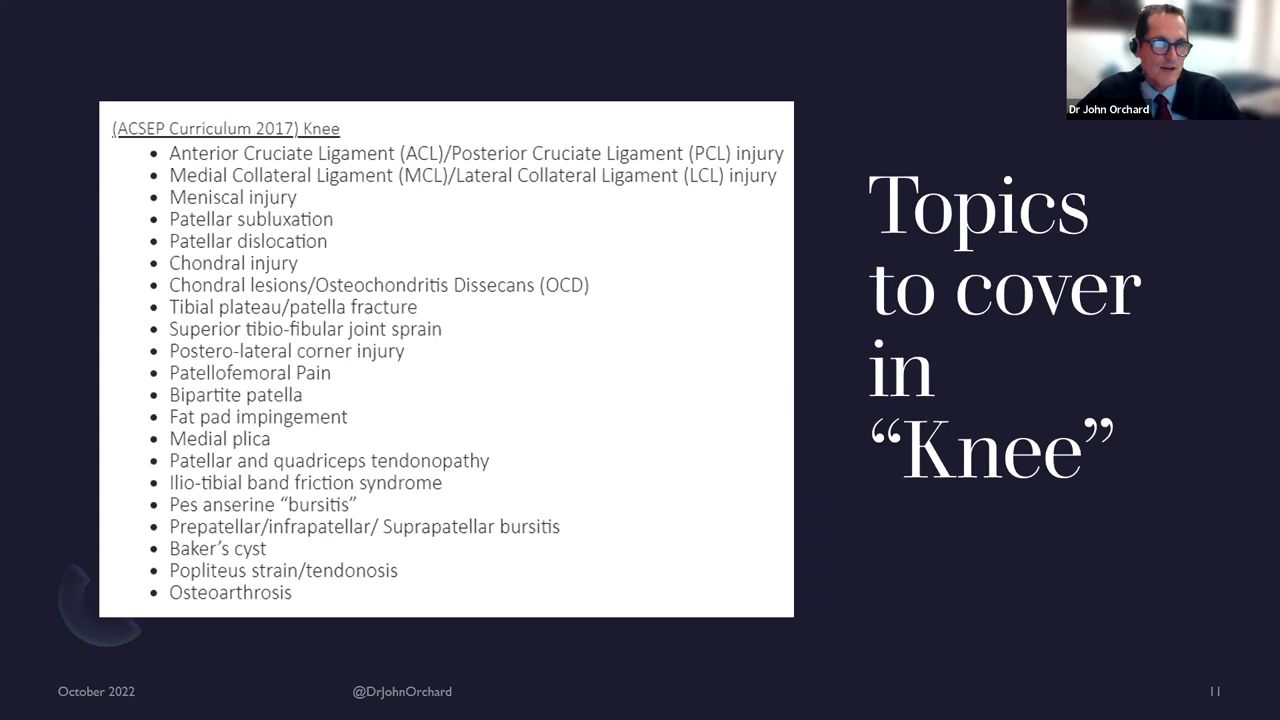 Dr John Orchard
(ACSEP Curriculum 2017) Knee
• Anterior Cruciate Ligament (ACL)/Posterior Cruciate Ligament (PCL) injury
• Medial Collateral Ligament (MCL)/Lateral Collateral Ligament (LCL) injury
• Meniscal injury
• Patellar subluxation
• Patellar dislocation
• Chondral injury
• Chondral lesions/Osteochondritis Dissecans (OCD)
• Tibial plateau/patella fracture
• Superior tibio-fibular joint sprain
• Postero-lateral corner injury
• Patellofemoral Pain
• Bipartite patella
• Fat pad impingement
• Medial plica
• Patellar and quadriceps tendonopathy
• Ilio-tibial band friction syndrome
• Pes anserine “bursitis”
• Prepatellar/infrapatellar/ Suprapatellar bursitis
• Baker’s cyst
• Popliteus strain/tendonosis
• Osteoarthrosis
Topics
to cover
in
“Knee”
October 2022
@DrJohnOrchard
11